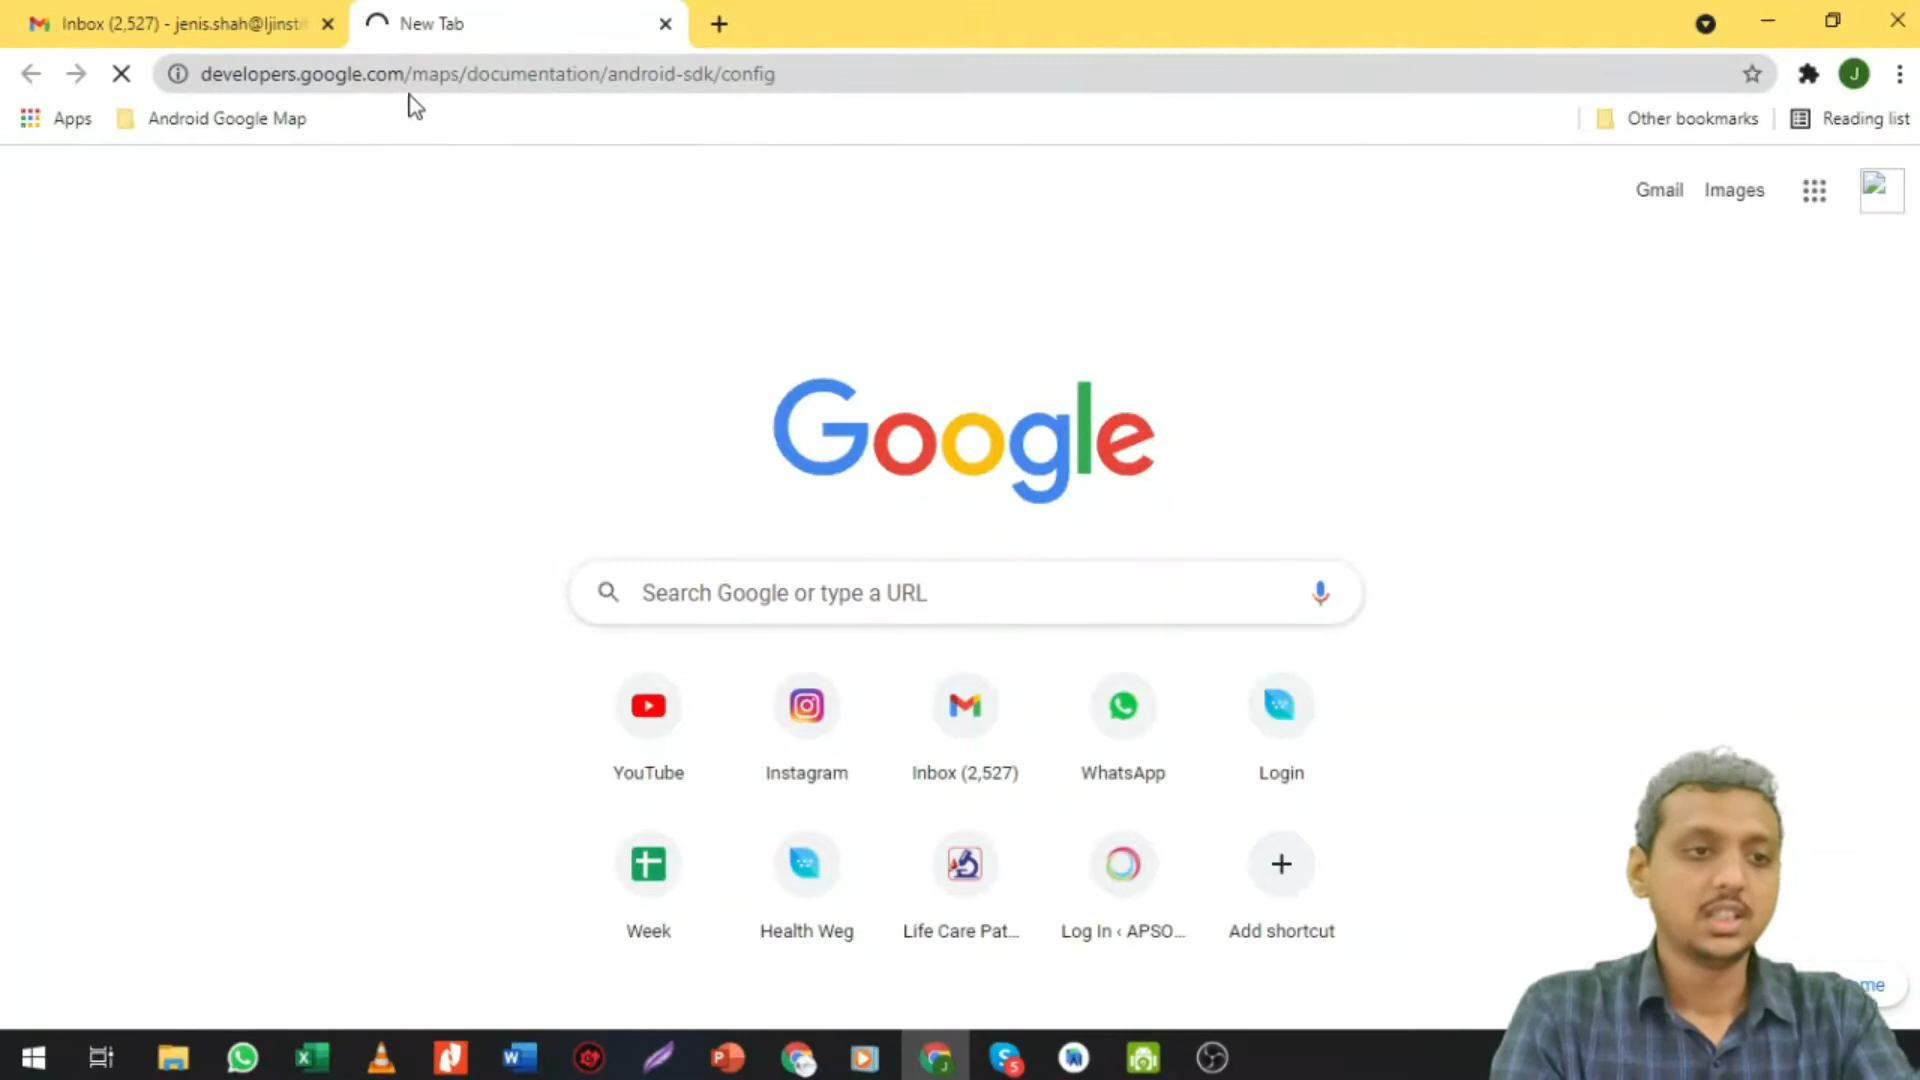 Inbox (2,527) - jenis.shah@ljinsti
New Tab
developers.google.com/maps/documentation/android-sdk/config
Apps
Android Google Map
Other bookmarks
Reading list
Gmail
Images
Google
Search Google or type a URL
YouTube
Instagram
Inbox (2,527)
WhatsApp
Login
Week
Health Weg
Life Care Pat...
Log In ‹ APSO...
Add shortcut
me